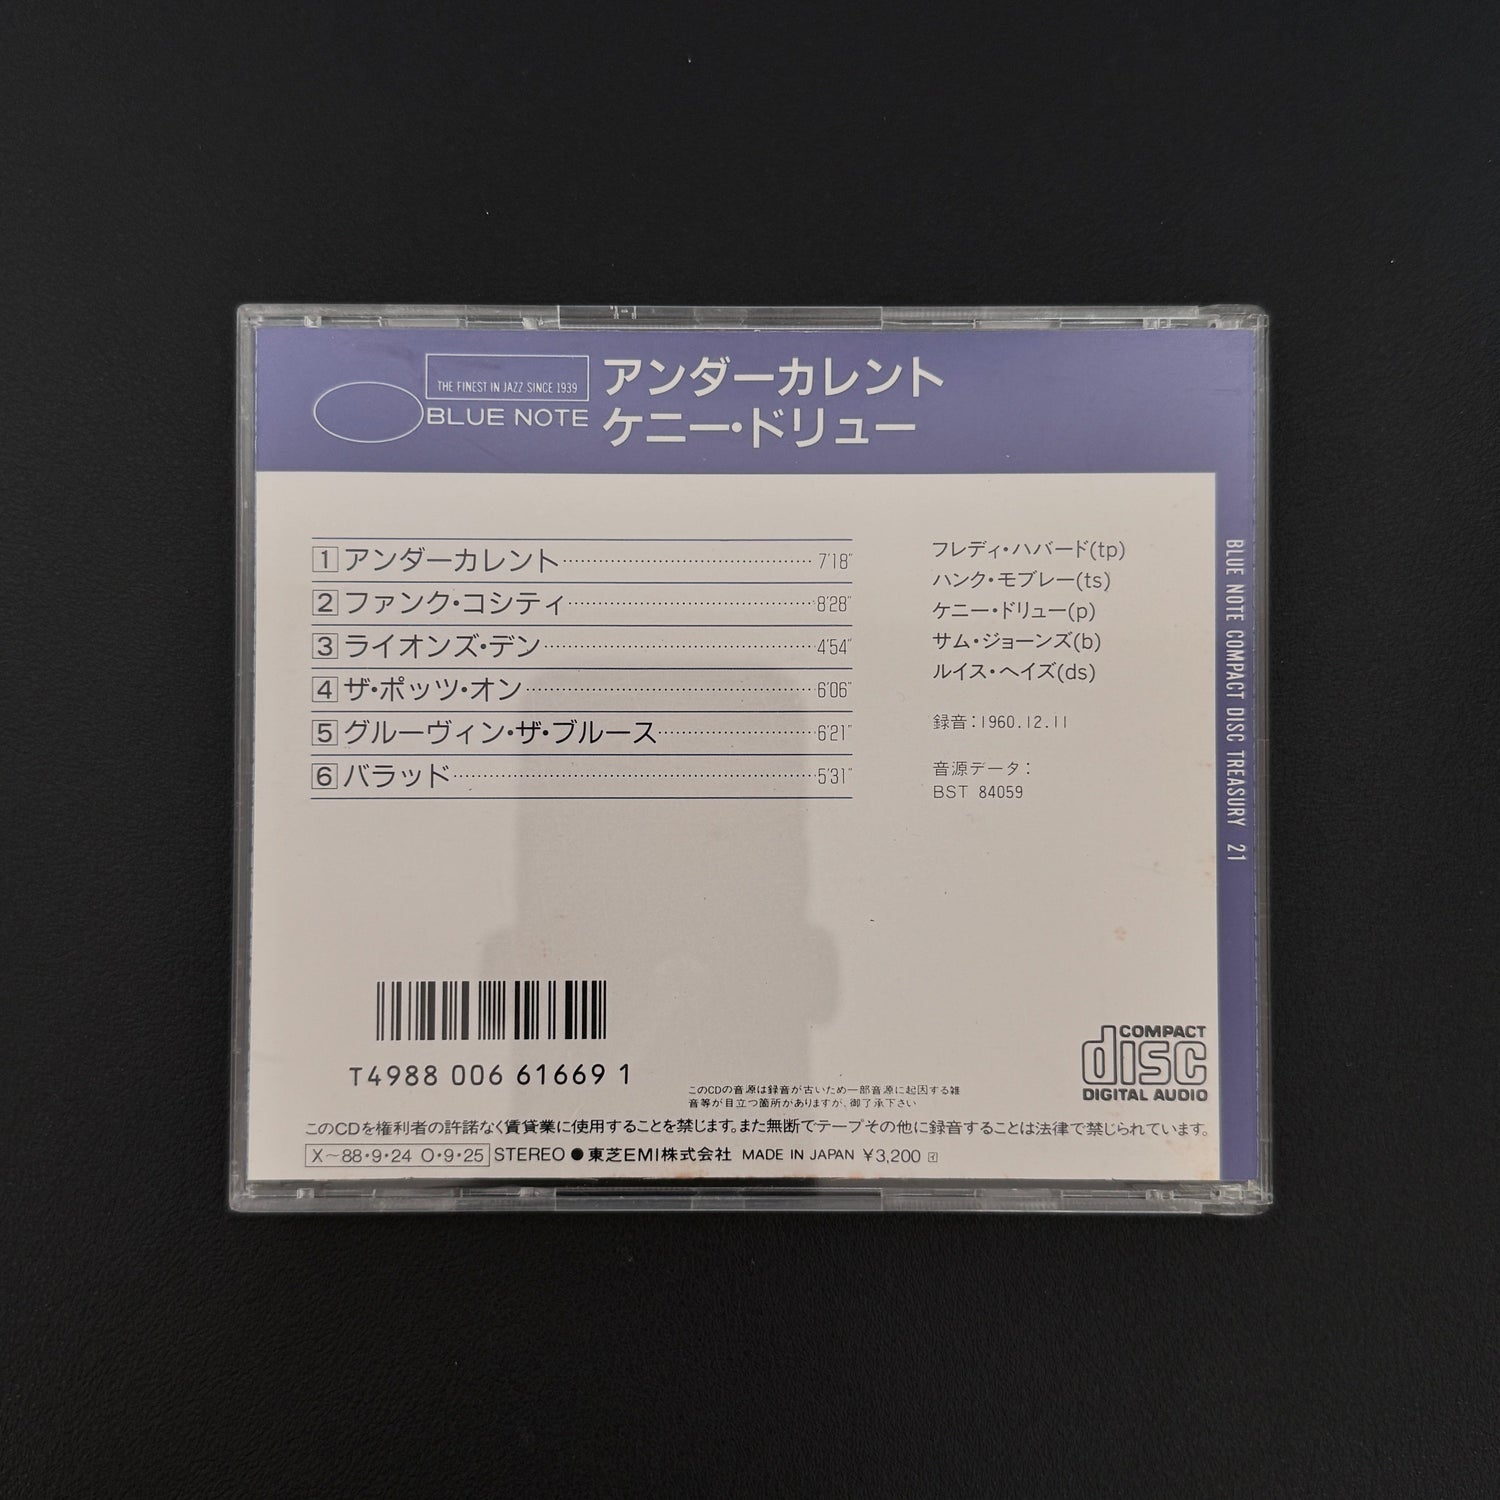 THE FINEST IN JAZZ SINCE 1939
BLUE NOTE
アンダーカレント
ケニー・ドリュー
1 アンダーカレント 7'18"
2 ファンク・コシティ 8'28"
3 ライオンズ・デン 4'54"
4 ザ・ポッツ・オン 6'06"
5 グルーヴィン・ザ・ブルース 6'21"
6 バラッド 5'31"
フレディ・ハバード(tp)
ハンク・モブレー(ts)
ケニー・ドリュー(p)
サム・ジョーンズ(b)
ルイス・ヘイズ(ds)
録音:1960.12.11
音源データ:
BST 84059
BLUE NOTE COMPACT DISC TREASURY 21
T4988 006 61669 1
COMPACT
disc
DIGITAL AUDIO
このCDの音源は録音が古いため一部音源に起因する雑
音等が目立つ箇所がありますが、御了承下さい
このCDを権利者の許諾なく賃貸業に使用することを禁じます。また無断でテープその他に録音することは法律で禁じられています。
X～88・9・24 O・9・25 STEREO ● 東芝EMI株式会社 MADE IN JAPAN ¥3,200